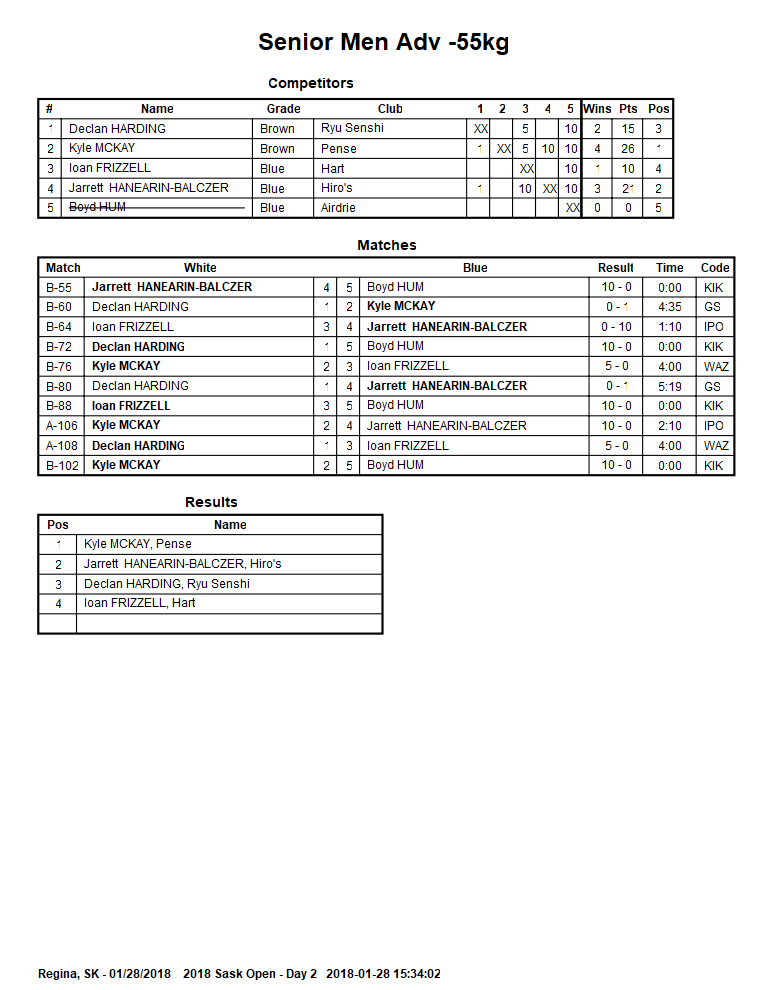 Senior Men Adv -55kg
Competitors
# Name Grade Club 1 2 3 4 5 Wins Pts Pos
1 Declan HARDING Brown Ryu Senshi XX 5 10 2 15 3
2 Kyle MCKAY Brown Pense 1 XX 5 10 10 4 26 1
3 Ioan FRIZZELL Blue Hart XX 10 1 10 4
4 Jarrett HANEARIN-BALCZER Blue Hiro's 1 10 XX 10 3 21 2
5 Boyd HUM Blue Airdrie XX 0 0 5
Matches
Match White Blue Result Time Code
B-55 Jarrett HANEARIN-BALCZER 4 5 Boyd HUM 10 - 0 0:00 KIK
B-60 Declan HARDING 1 2 Kyle MCKAY 0 - 1 4:35 GS
B-64 Ioan FRIZZELL 3 4 Jarrett HANEARIN-BALCZER 0 - 10 1:10 IPO
B-72 Declan HARDING 1 5 Boyd HUM 10 - 0 0:00 KIK
B-76 Kyle MCKAY 2 3 Ioan FRIZZELL 5 - 0 4:00 WAZ
B-80 Declan HARDING 1 4 Jarrett HANEARIN-BALCZER 0 - 1 5:19 GS
B-88 Ioan FRIZZELL 3 5 Boyd HUM 10 - 0 0:00 KIK
A-106 Kyle MCKAY 2 4 Jarrett HANEARIN-BALCZER 10 - 0 2:10 IPO
A-108 Declan HARDING 1 3 Ioan FRIZZELL 5 - 0 4:00 WAZ
B-102 Kyle MCKAY 2 5 Boyd HUM 10 - 0 0:00 KIK
Results
Pos Name
1 Kyle MCKAY, Pense
2 Jarrett HANEARIN-BALCZER, Hiro's
3 Declan HARDING, Ryu Senshi
4 Ioan FRIZZELL, Hart
Regina, SK - 01/28/2018 2018 Sask Open - Day 2 2018-01-28 15:34:02